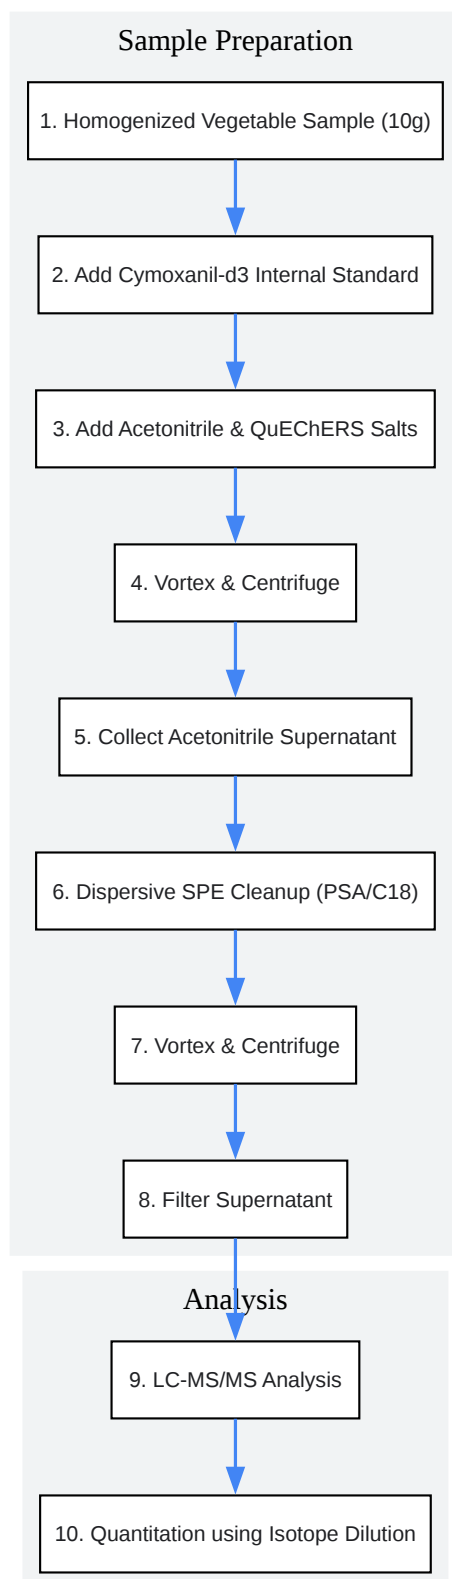 Sample Preparation
1. Homogenized Vegetable Sample (10g)
2. Add Cymoxanil-d3 Internal Standard
3. Add Acetonitrile & QuEChERS Salts
4. Vortex & Centrifuge
5. Collect Acetonitrile Supernatant
6. Dispersive SPE Cleanup (PSA/C18)
7. Vortex & Centrifuge
8. Filter Supernatant
Analysis
9. LC-MS/MS Analysis
10. Quantitation using Isotope Dilution